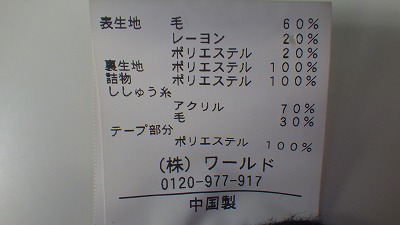 表生地 毛 60%
レーヨン 20%
ポリエステル 20%
裏生地 ポリエステル 100%
詰物 ポリエステル 100%
ししゅう糸
アクリル 70%
毛 30%
テープ部分
ポリエステル 100%
(株)ワールド
0120-977-917
中国製